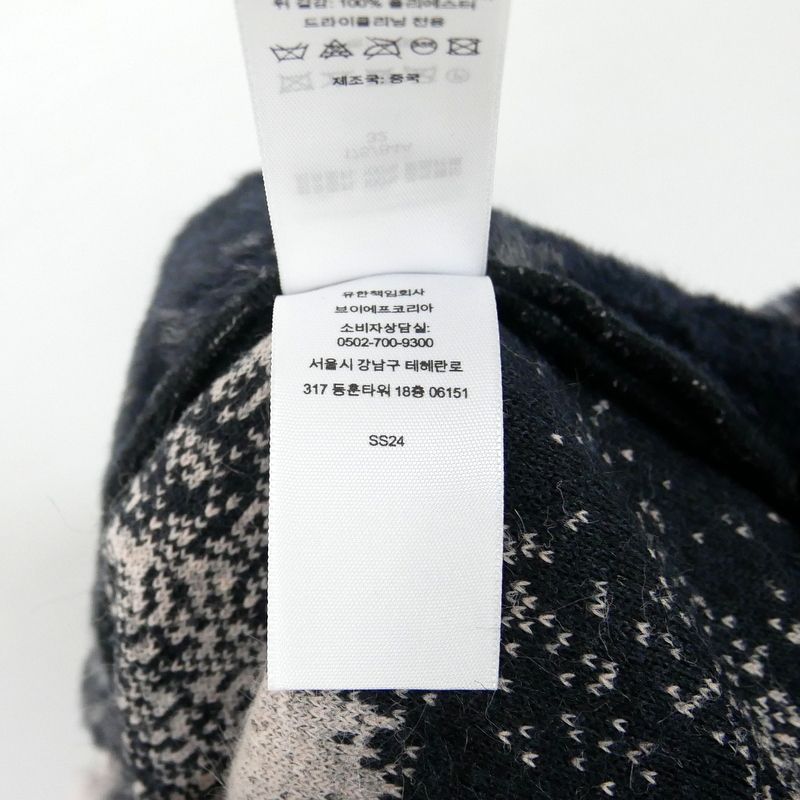 뒤 겉감: 100% 폴리에스터
드라이클리닝 전용
제조국: 중국
32
175/84A
유한책임회사
브이에프코리아
소비자상담실:
0502-700-9300
서울시 강남구 테헤란로
317 동훈타워 18층 06151
SS24